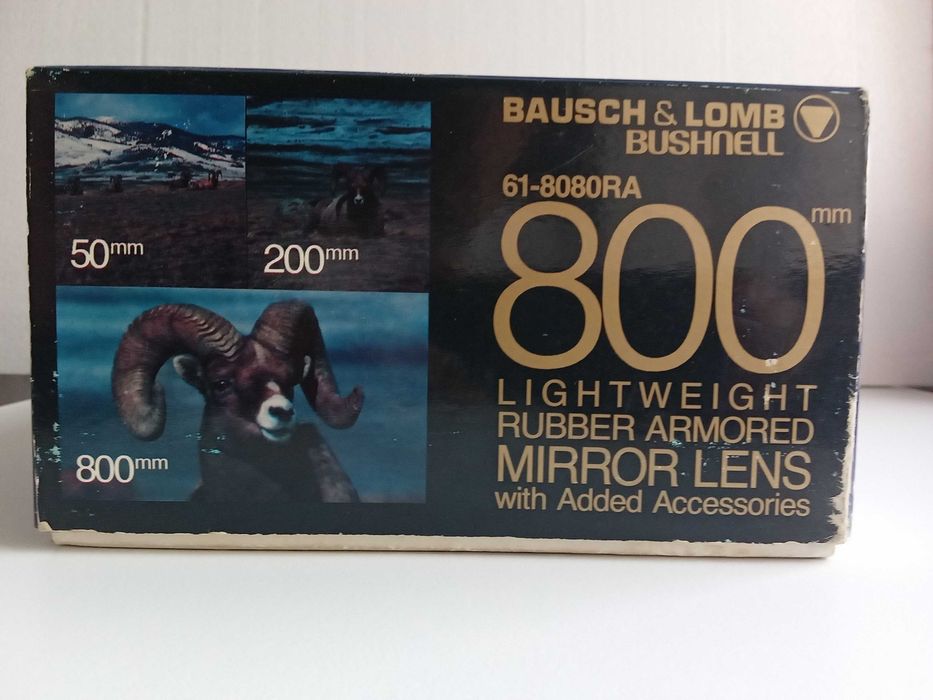 50mm
200mm
800mm
BAUSCH & LOMB
BUSHNELL
61-8080RA
800mm
LIGHTWEIGHT
RUBBER ARMORED
MIRROR LENS
with Added Accessories